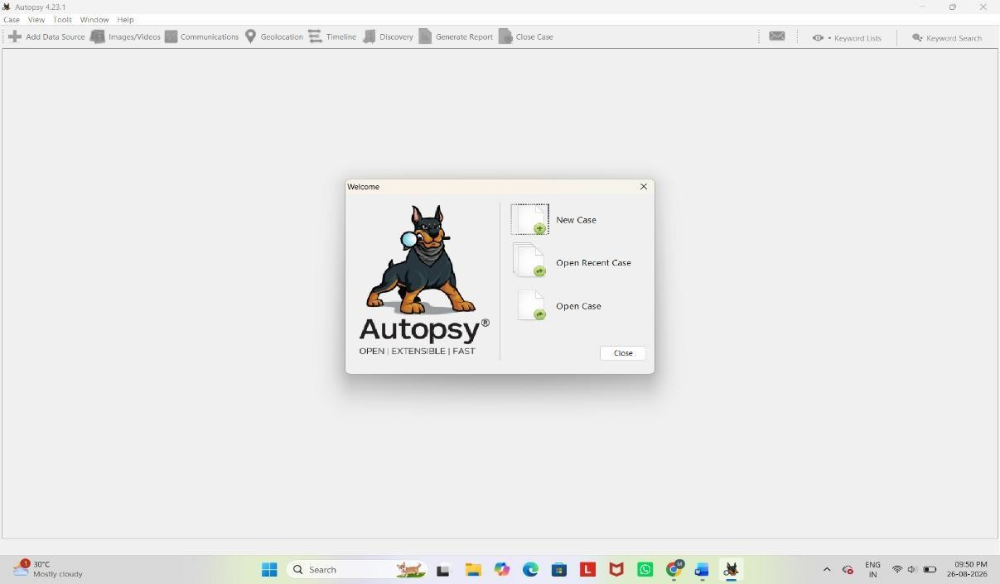 Autopsy 4.23.1
Case View Tools Window Help
Add Data Source Images/Videos Communications Geolocation Timeline Discovery Generate Report Close Case Keyword Lists Keyword Search
Welcome
New Case
Open Recent Case
Open Case
Autopsy®
OPEN | EXTENSIBLE | FAST
Close
1
30°C
Mostly cloudy
Search
L
M
W
ENG
IN
09:50 PM
26-08-2026